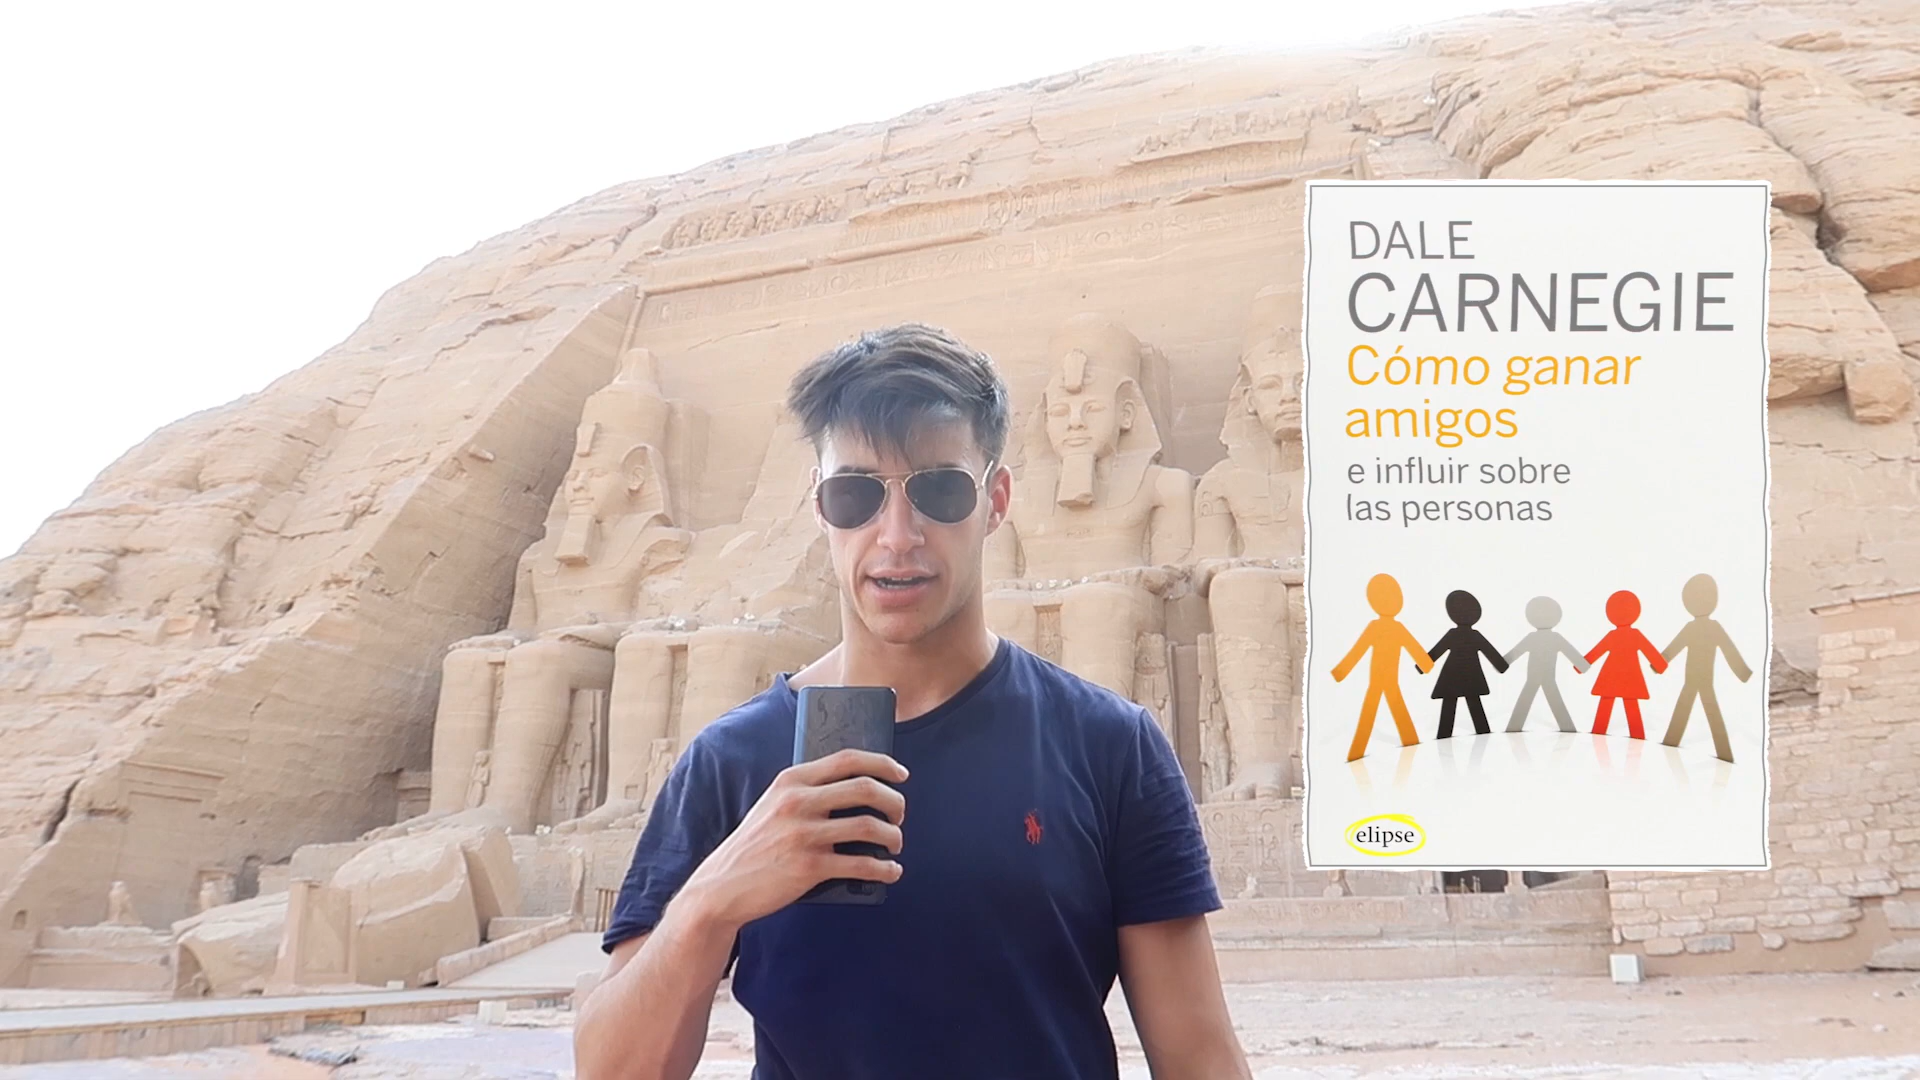 DALE
CARNEGIE
Cómo ganar
amigos
e influir sobre
las personas
elipse